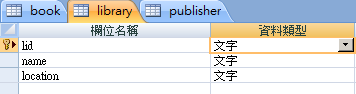 book library publisher
欄位名稱 資料類型
lid 文字
name 文字
location 文字